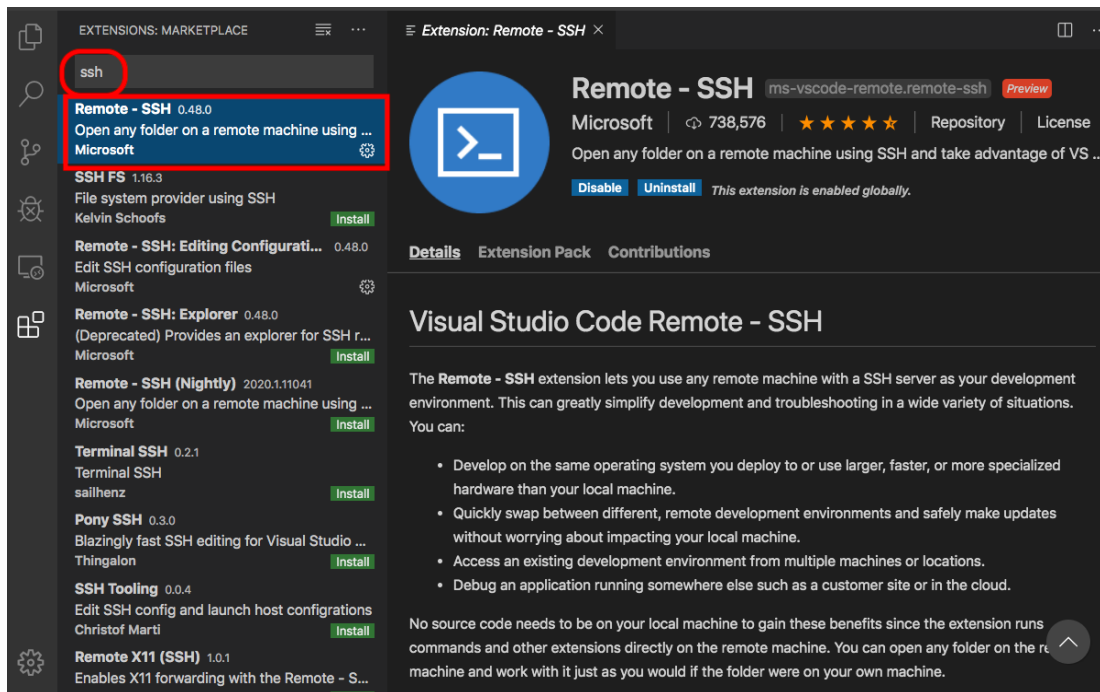 EXTENSIONS: MARKETPLACE
ssh
Remote - SSH 0.48.0
Open any folder on a remote machine using ...
Microsoft
SSH FS 1.16.3
File system provider using SSH
Kelvin Schoofs Install
Remote - SSH: Editing Configurati... 0.48.0
Edit SSH configuration files
Microsoft
Remote - SSH: Explorer 0.48.0
(Deprecated) Provides an explorer for SSH r...
Microsoft Install
Remote - SSH (Nightly) 2020.1.11041
Open any folder on a remote machine using ...
Microsoft Install
Terminal SSH 0.2.1
Terminal SSH
sailhenz Install
Pony SSH 0.3.0
Blazingly fast SSH editing for Visual Studio ...
Thingalon Install
SSH Tooling 0.0.4
Edit SSH config and launch host configrations
Christof Marti Install
Remote X11 (SSH) 1.0.1
Enables X11 forwarding with the Remote - S...
Extension: Remote - SSH
Remote - SSH ms-vscode-remote.remote-ssh Preview
Microsoft 738,576 Repository License
Open any folder on a remote machine using SSH and take advantage of VS ...
Disable Uninstall This extension is enabled globally.
Details Extension Pack Contributions
Visual Studio Code Remote - SSH
The Remote - SSH extension lets you use any remote machine with a SSH server as your development
environment. This can greatly simplify development and troubleshooting in a wide variety of situations.
You can:
• Develop on the same operating system you deploy to or use larger, faster, or more specialized
hardware than your local machine.
• Quickly swap between different, remote development environments and safely make updates
without worrying about impacting your local machine.
• Access an existing development environment from multiple machines or locations.
• Debug an application running somewhere else such as a customer site or in the cloud.
No source code needs to be on your local machine to gain these benefits since the extension runs
commands and other extensions directly on the remote machine. You can open any folder on the re
machine and work with it just as you would if the folder were on your own machine.